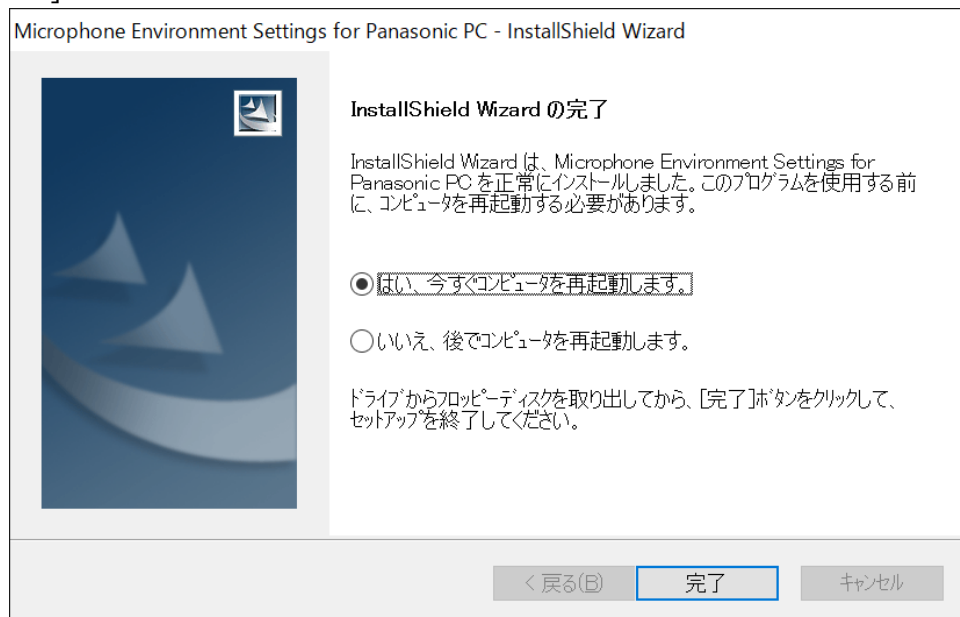 Microphone Environment Settings for Panasonic PC - InstallShield Wizard
InstallShield Wizard の完了
InstallShield Wizard は、Microphone Environment Settings for
Panasonic PC を正常にインストールしました。このプログラムを使用する前
に、コンピュータを再起動する必要があります。
はい、今すぐコンピュータを再起動します。
いいえ、後でコンピュータを再起動します。
ドライブからフロッピーディスクを取り出してから、[完了]ボタンをクリックして、
セットアップを終了してください。
< 戻る(B)
完了
キャンセル